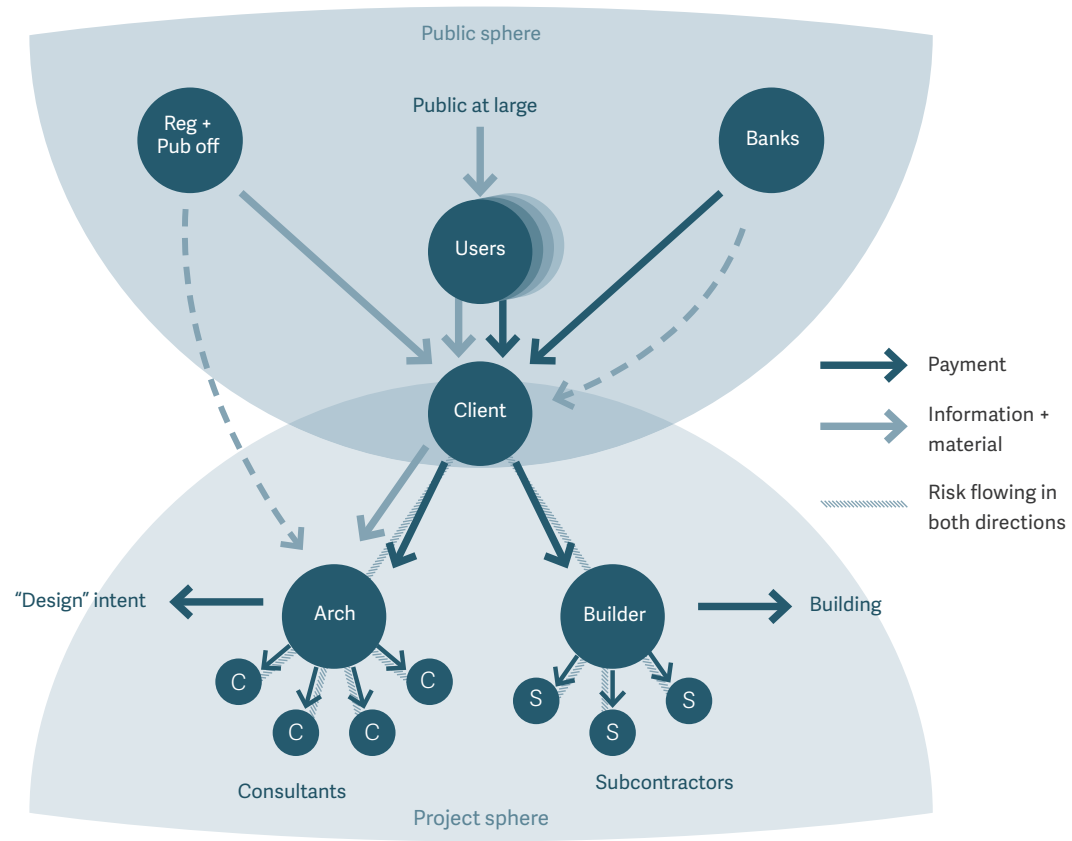 Public sphere
Public at large
Reg +
Pub off
Banks
Users
Client
Payment
Information +
material
Risk flowing in
both directions
“Design” intent
Arch
Builder
Building
C
C
C
C
S
S
S
Consultants
Subcontractors
Project sphere